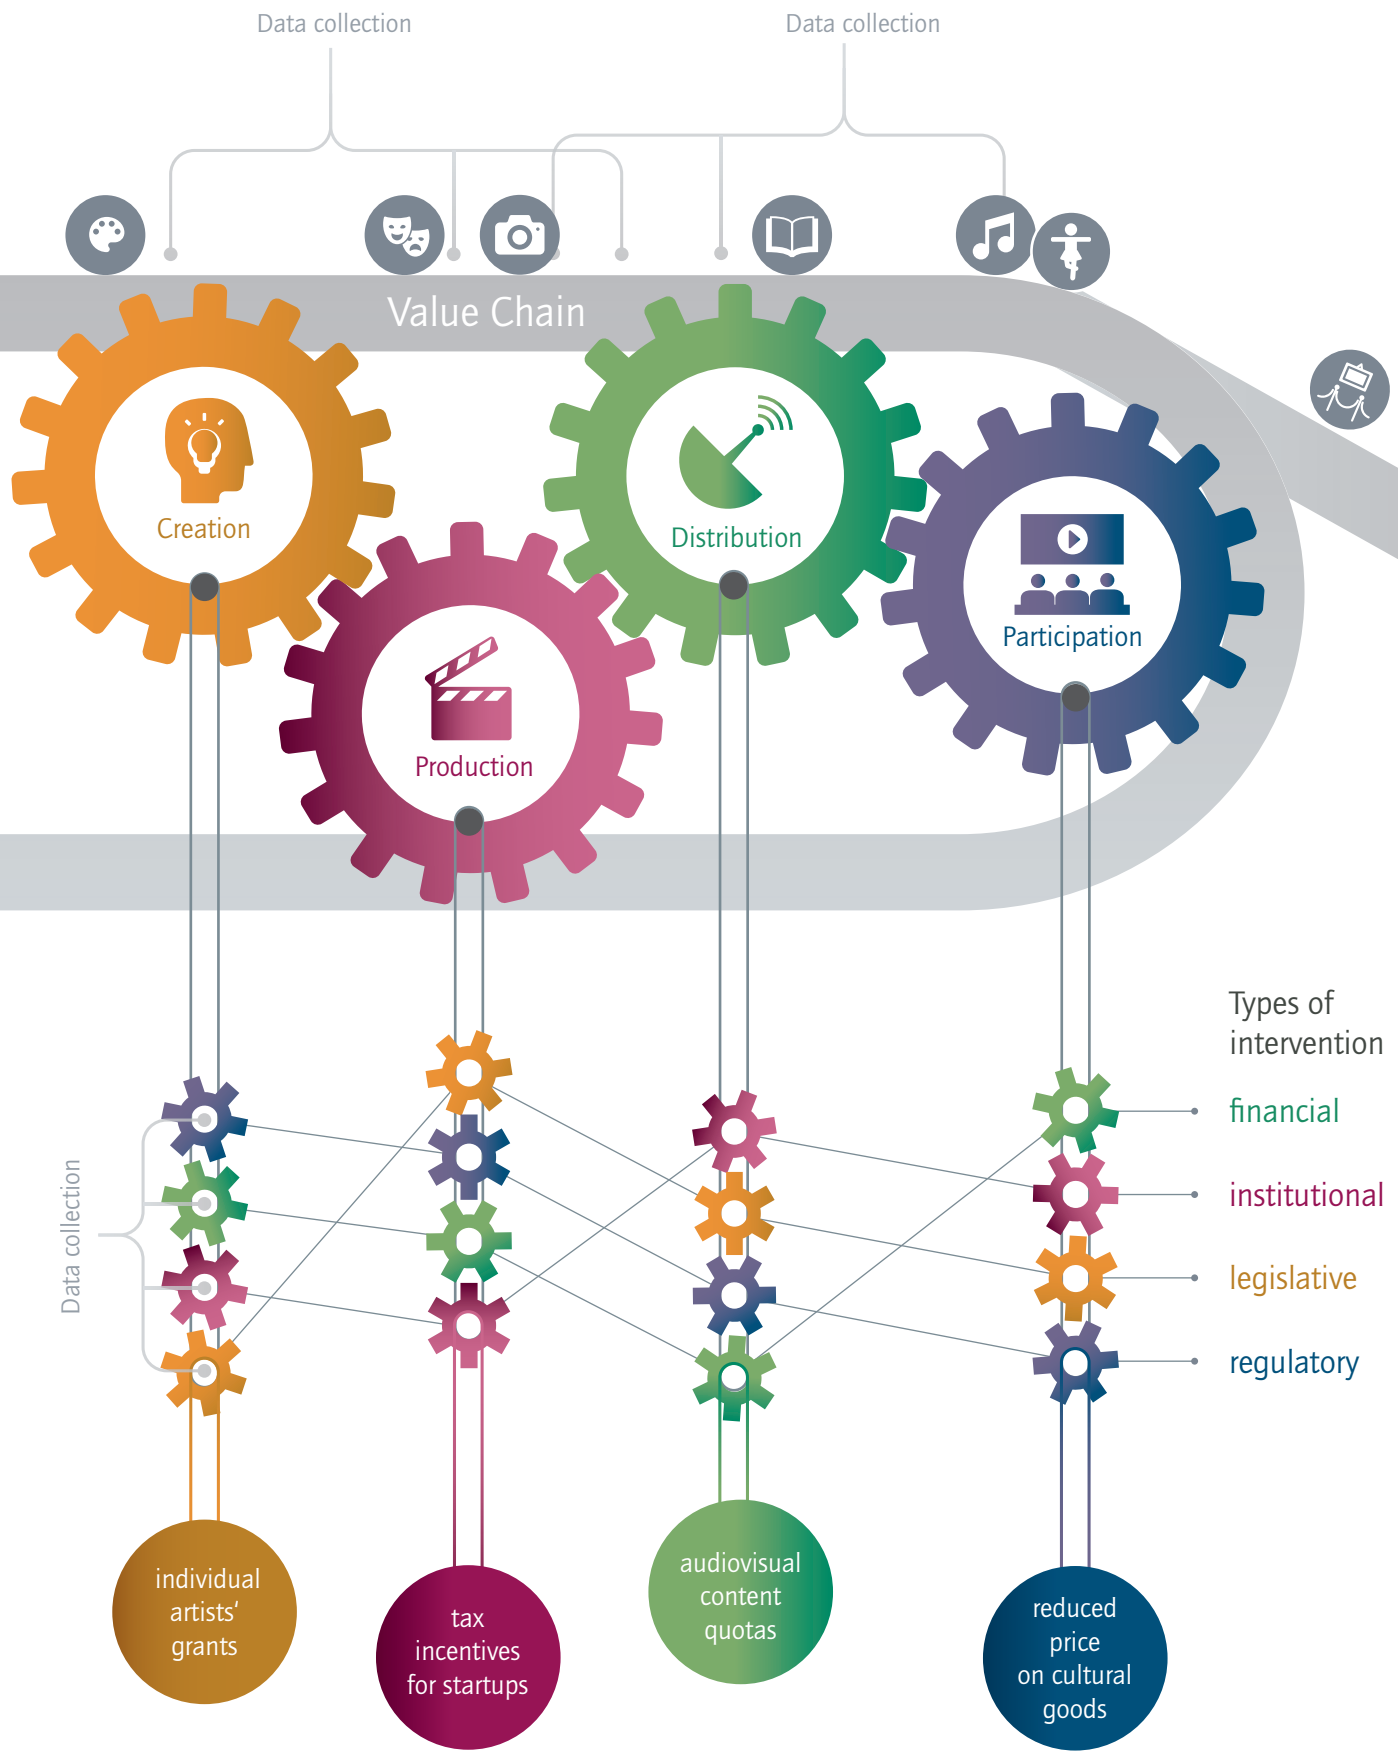 Data collection
Data collection
Value Chain
Creation
Distribution
Participation
Production
Types of
intervention
financial
institutional
legislative
regulatory
Data collection
individual
artists’
grants
tax
incentives
for startups
audiovisual
content
quotas
reduced
price
on cultural
goods